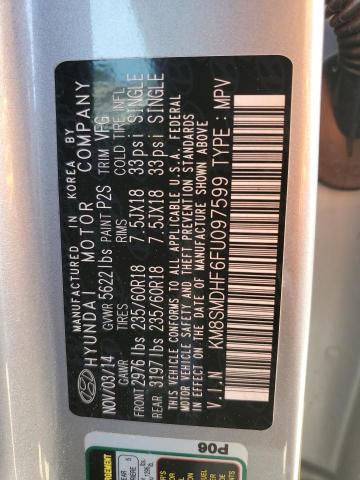 MANUFACTURED IN KOREA BY
HYUNDAI MOTOR COMPANY
NOV/03/14 GVWR 5622lbs PAINT P2S TRIM VFG
GAWR TIRES RIMS COLD TIRE INFL
FRONT 2976 lbs 235/60R18 7.5JX18 33psi SINGLE
REAR 3197 lbs 235/60R18 7.5JX18 33psi SINGLE
THIS VEHICLE CONFORMS TO ALL APPLICABLE U.S.A. FEDERAL
MOTOR VEHICLE SAFETY AND THEFT PREVENTION
STANDARDS IN EFFECT ON THE DATE OF MANUFACTURE SHOWN ABOVE.
V.I.N : KM8SMDHF6FU097599 TYPE : MPV
P06